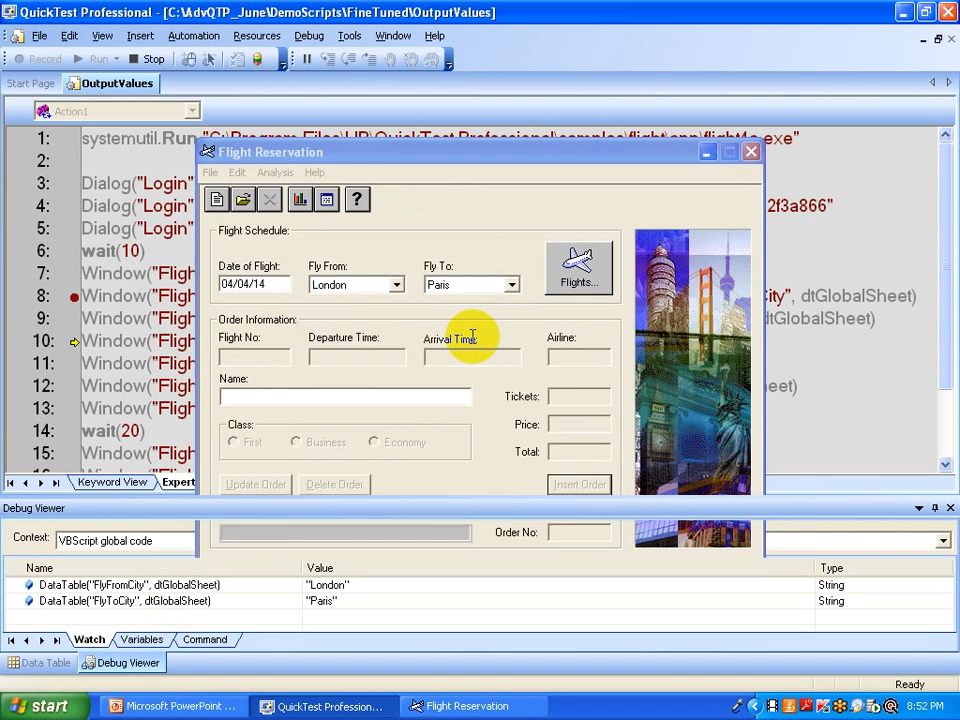 QuickTest Professional - [C:\AdvQTP_June\DemoScripts\FineTuned\OutputValues]
File Edit View Insert Automation Resources Debug Tools Window Help
Record Run Stop
Start Page OutputValues
Action1
1: systemutil.Run
2:
3: Dialog("Login"
4: Dialog("Login" 2f3a866"
5: Dialog("Login"
6: wait(10)
7: Window("Fligh
8: Window("Fligh City", dtGlobalSheet)
9: Window("Fligh dtGlobalSheet)
10: Window("Fligh
11: Window("Fligh
12: Window("Fligh heet)
13: Window("Fligh
14: wait(20)
15: Window("Fligh
Flight Reservation
File Edit Analysis Help
Flight Schedule:
Date of Flight: Fly From: Fly To:
04/04/14 London Paris Flights...
Order Information:
Flight No: Departure Time: Arrival Time: Airline:
Name:
Tickets:
Class:
First Business Economy
Price:
Total:
Update Order Delete Order Insert Order
Order No:
Keyword View Expert
Debug Viewer
Context: VBScript global code
Name Value Type
DataTable("FlyFromCity", dtGlobalSheet) "London" String
DataTable("FlyToCity", dtGlobalSheet) "Paris" String
Watch Variables Command
Data Table Debug Viewer
Ready
start Microsoft PowerPoint ... QuickTest Profession... Flight Reservation 8:52 PM